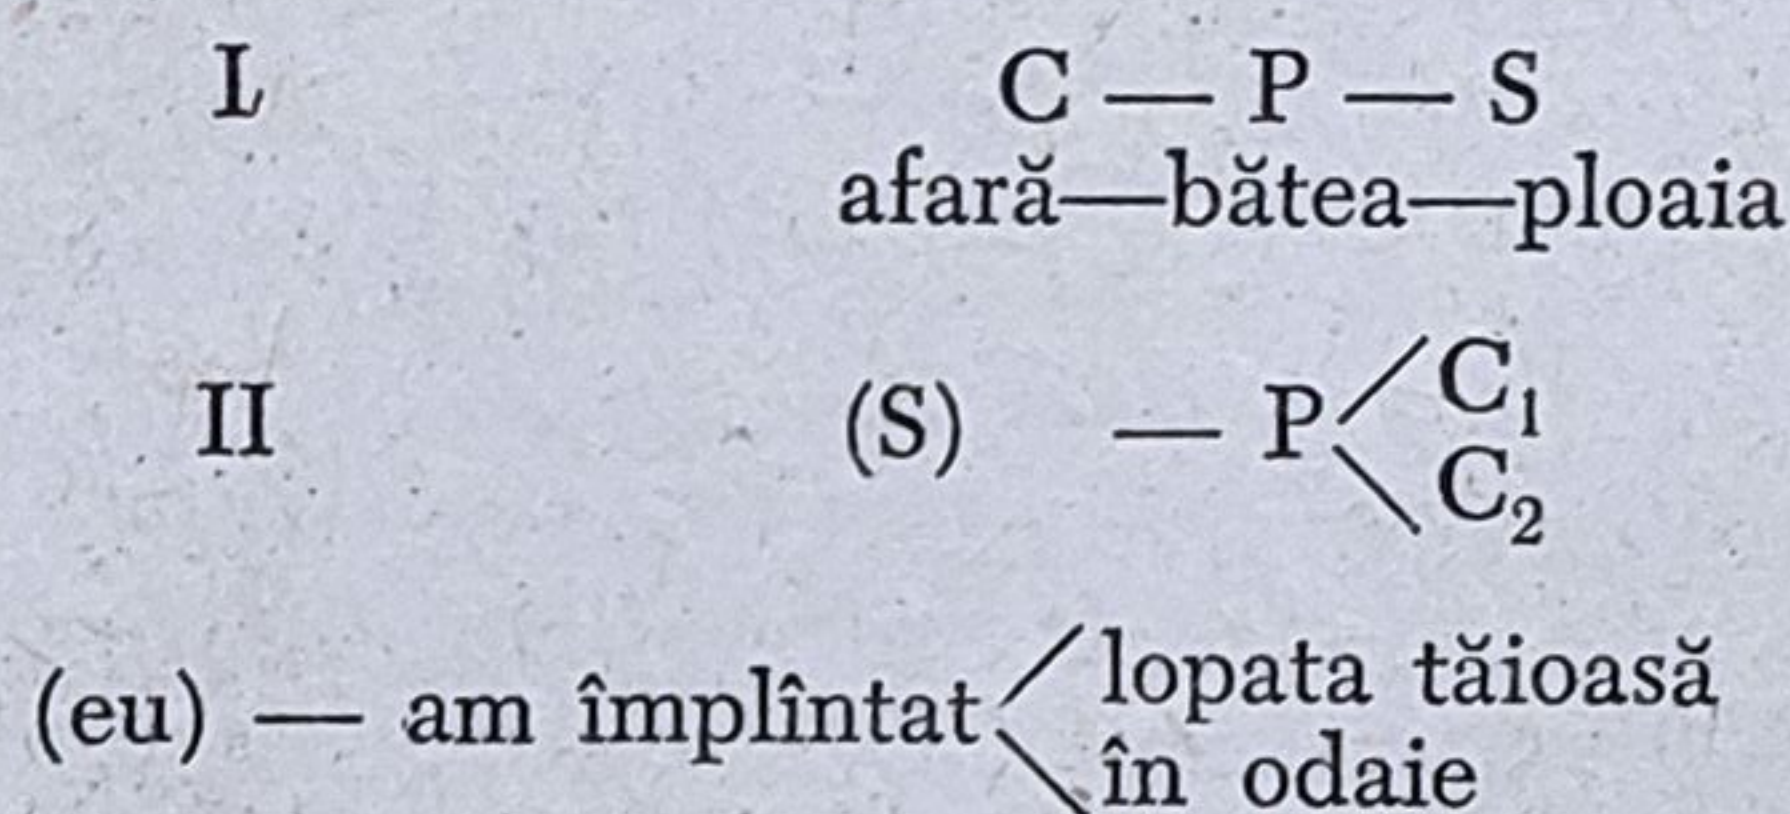 I C — P — S
afară—bătea—ploaia
II (S) — P C₁
C₂
(eu) — am împlîntat lopata tăioasă
în odaie